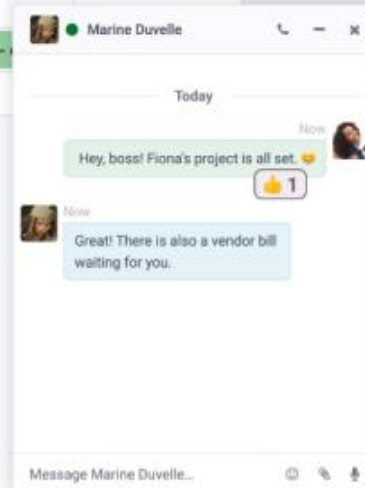 Marine Duvelle
Today
Now
Hey, boss! Fiona's project is all set. 😊
👍 1
Now
Great! There is also a vendor bill
waiting for you.
Message Marine Duvelle...